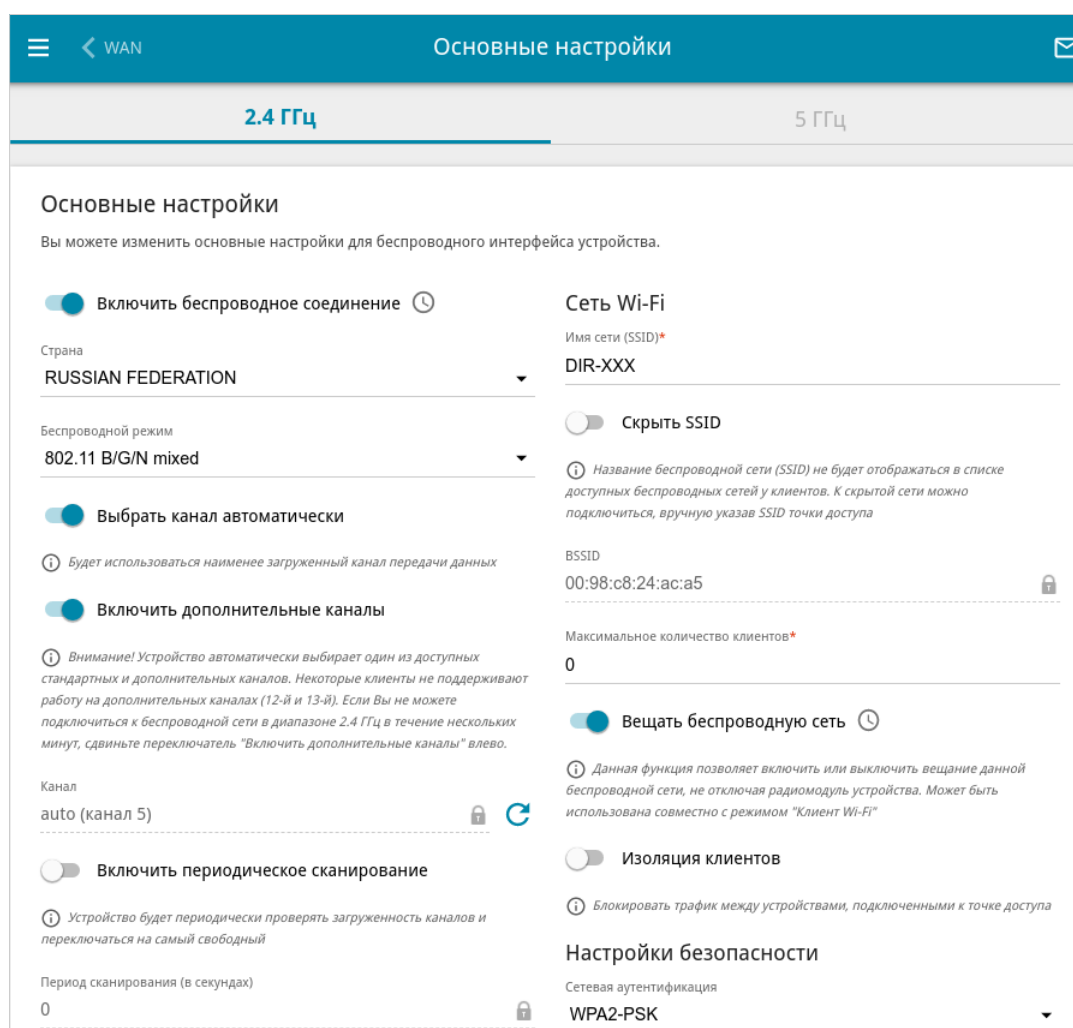 WAN
Основные настройки
2.4 ГГц
5 ГГц
Основные настройки
Вы можете изменить основные настройки для беспроводного интерфейса устройства.
Включить беспроводное соединение
Страна
RUSSIAN FEDERATION
Беспроводной режим
802.11 B/G/N mixed
Выбрать канал автоматически
Будет использоваться наименее загруженный канал передачи данных
Включить дополнительные каналы
Внимание! Устройство автоматически выбирает один из доступных
стандартных и дополнительных каналов. Некоторые клиенты не поддерживают
работу на дополнительных каналах (12-й и 13-й). Если Вы не можете
подключиться к беспроводной сети в диапазоне 2.4 ГГц в течение нескольких
минут, сдвиньте переключатель "Включить дополнительные каналы" влево.
Канал
auto (канал 5)
Включить периодическое сканирование
Устройство будет периодически проверять загруженность каналов и
переключаться на самый свободный
Период сканирования (в секундах)
0
Сеть Wi-Fi
Имя сети (SSID)*
DIR-XXX
Скрыть SSID
Название беспроводной сети (SSID) не будет отображаться в списке
доступных беспроводных сетей у клиентов. К скрытой сети можно
подключиться, вручную указав SSID точки доступа
BSSID
00:98:c8:24:ac:a5
Максимальное количество клиентов*
0
Вещать беспроводную сеть
Данная функция позволяет включить или выключить вещание данной
беспроводной сети, не отключая радиомодуль устройства. Может быть
использована совместно с режимом "Клиент Wi-Fi"
Изоляция клиентов
Блокировать трафик между устройствами, подключенными к точке доступа
Настройки безопасности
Сетевая аутентификация
WPA2-PSK